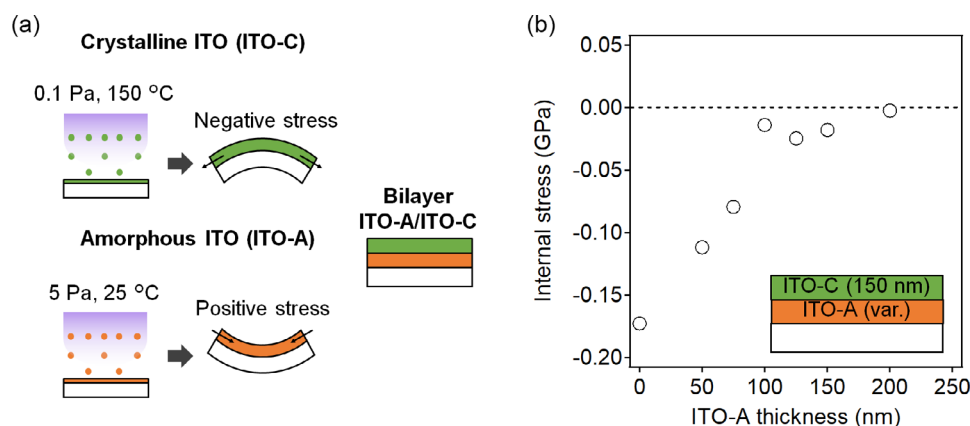 (a)
Crystalline ITO (ITO-C)
0.1 Pa, 150 °C
Negative stress
Amorphous ITO (ITO-A)
5 Pa, 25 °C
Positive stress
Bilayer
ITO-A/ITO-C
(b)
Internal stress (GPa)
0.05
0.00
-0.05
-0.10
-0.15
-0.20
ITO-C (150 nm)
ITO-A (var.)
0 50 100 150 200 250
ITO-A thickness (nm)